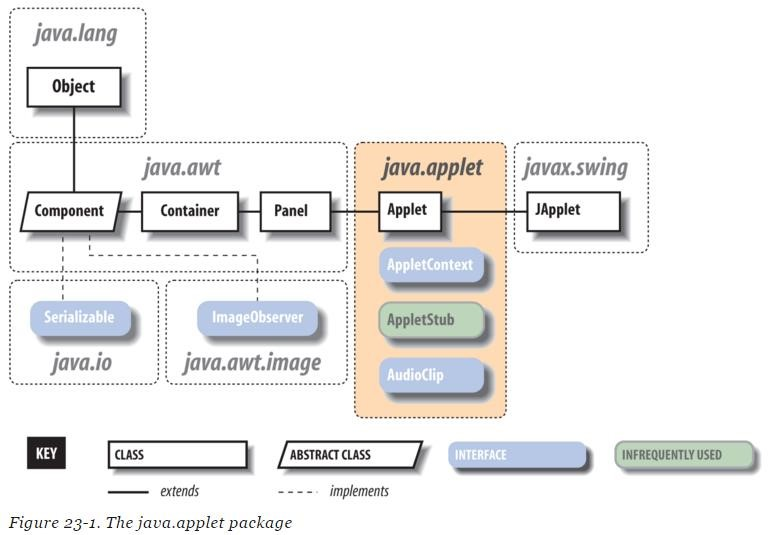 java.lang
Object
java.awt
java.applet
javax.swing
Component
Container
Panel
Applet
JApplet
AppletContext
Serializable
ImageObserver
AppletStub
java.io
java.awt.image
AudioClip
KEY
CLASS
ABSTRACT CLASS
INTERFACE
INFREQUENTLY USED
extends
implements
Figure 23-1. The java.applet package